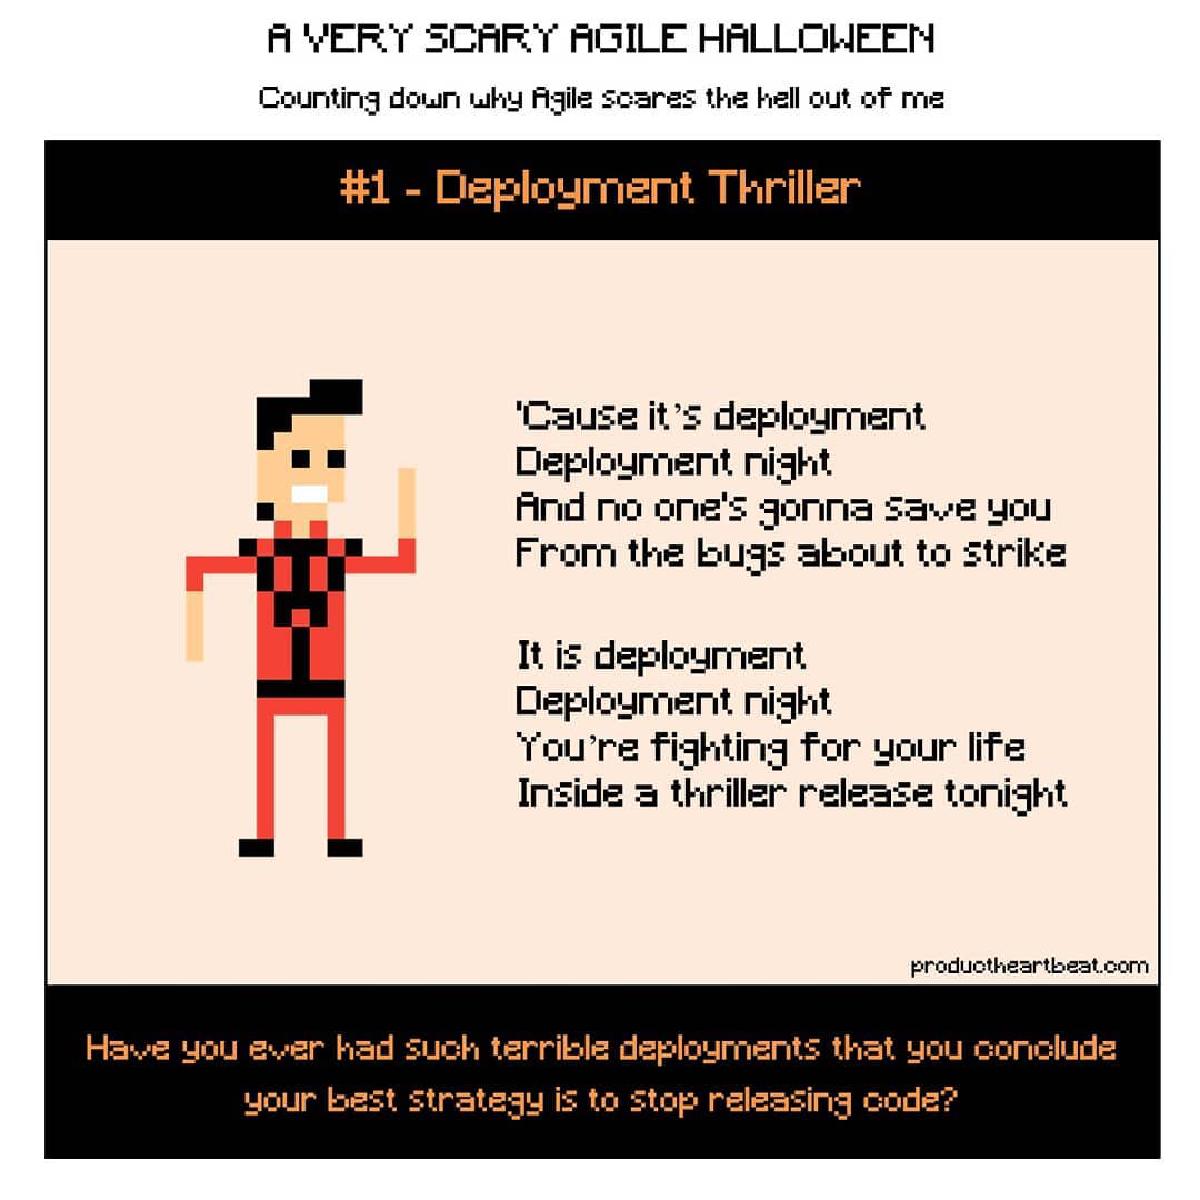 A VERY SCARY AGILE HALLOWEEN
Counting down why Agile scares the hell out of me
#1 - Deployment Thriller
'Cause it's deployment
Deployment night
And no one's gonna save you
From the bugs about to strike
It is deployment
Deployment night
You're fighting for your life
Inside a thriller release tonight
productheartbeat.com
Have you ever had such terrible deployments that you conclude
your best strategy is to stop releasing code?